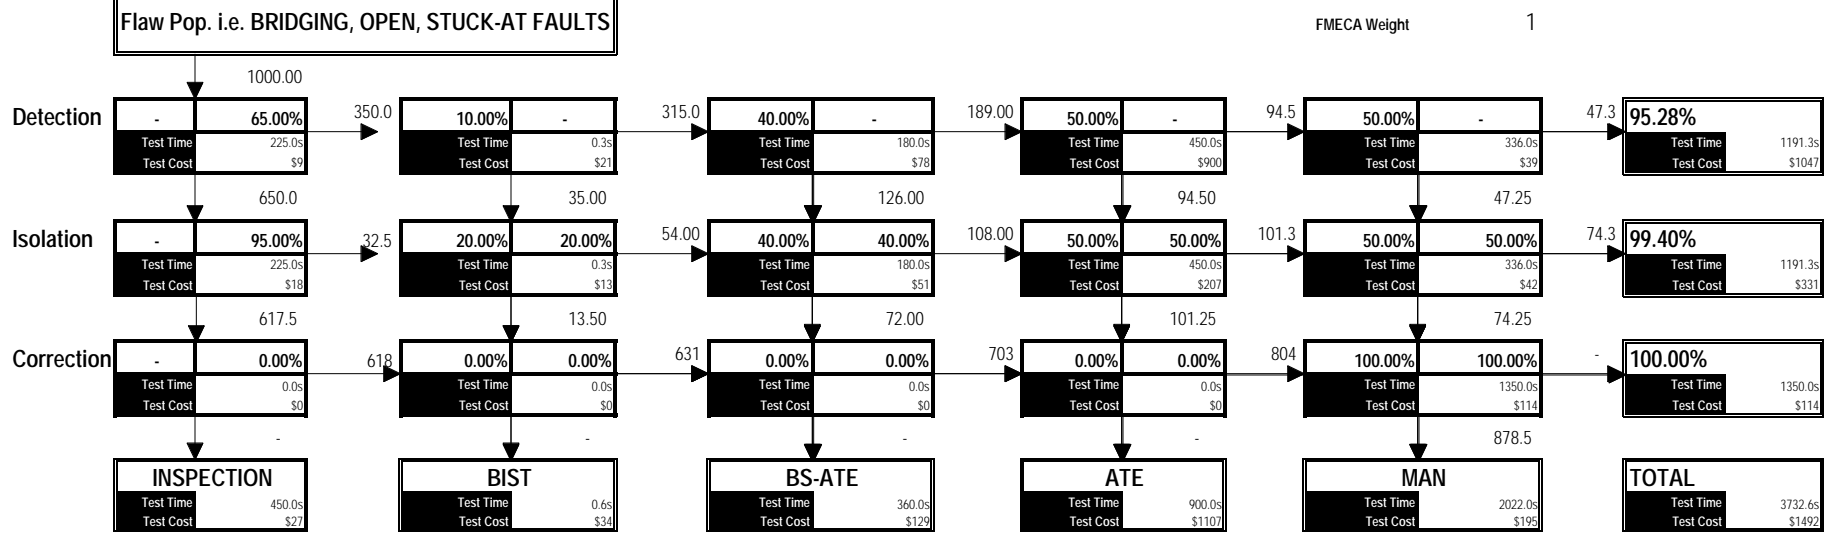 Flaw Pop. i.e. BRIDGING, OPEN, STUCK-AT FAULTS
FMECA Weight 1
1000.00
Detection - 65.00% 350.0 10.00% - 315.0 40.00% - 189.00 50.00% - 94.5 50.00% - 47.3 95.28%
Test Time 225.0s Test Time 0.3s Test Time 180.0s Test Time 450.0s Test Time 336.0s Test Time 1191.3s
Test Cost $9 Test Cost $21 Test Cost $78 Test Cost $900 Test Cost $39 Test Cost $1047
650.0 35.00 126.00 94.50 47.25
Isolation - 95.00% 32.5 20.00% 20.00% 54.00 40.00% 40.00% 108.00 50.00% 50.00% 101.3 50.00% 50.00% 74.3 99.40%
Test Time 225.0s Test Time 0.3s Test Time 180.0s Test Time 450.0s Test Time 336.0s Test Time 1191.3s
Test Cost $18 Test Cost $13 Test Cost $51 Test Cost $207 Test Cost $42 Test Cost $331
617.5 13.50 72.00 101.25 74.25
Correction - 0.00% 618 0.00% 0.00% 631 0.00% 0.00% 703 0.00% 0.00% 804 100.00% 100.00% - 100.00%
Test Time 0.0s Test Time 0.0s Test Time 0.0s Test Time 0.0s Test Time 1350.0s Test Time 1350.0s
Test Cost $0 Test Cost $0 Test Cost $0 Test Cost $0 Test Cost $114 Test Cost $114
- - - - 878.5
INSPECTION BIST BS-ATE ATE MAN TOTAL
Test Time 450.0s Test Time 0.6s Test Time 360.0s Test Time 900.0s Test Time 2022.0s Test Time 3732.6s
Test Cost $27 Test Cost $34 Test Cost $129 Test Cost $1107 Test Cost $195 Test Cost $1492